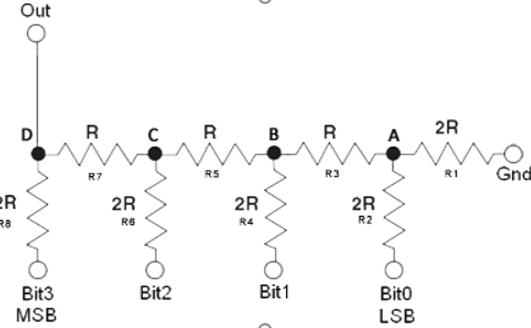 Out
D R C R B R A 2R
R7 R5 R3 R1
Gnd
2R 2R 2R 2R
R8 R6 R4 R2
Bit3 Bit2 Bit1 Bit0
MSB LSB